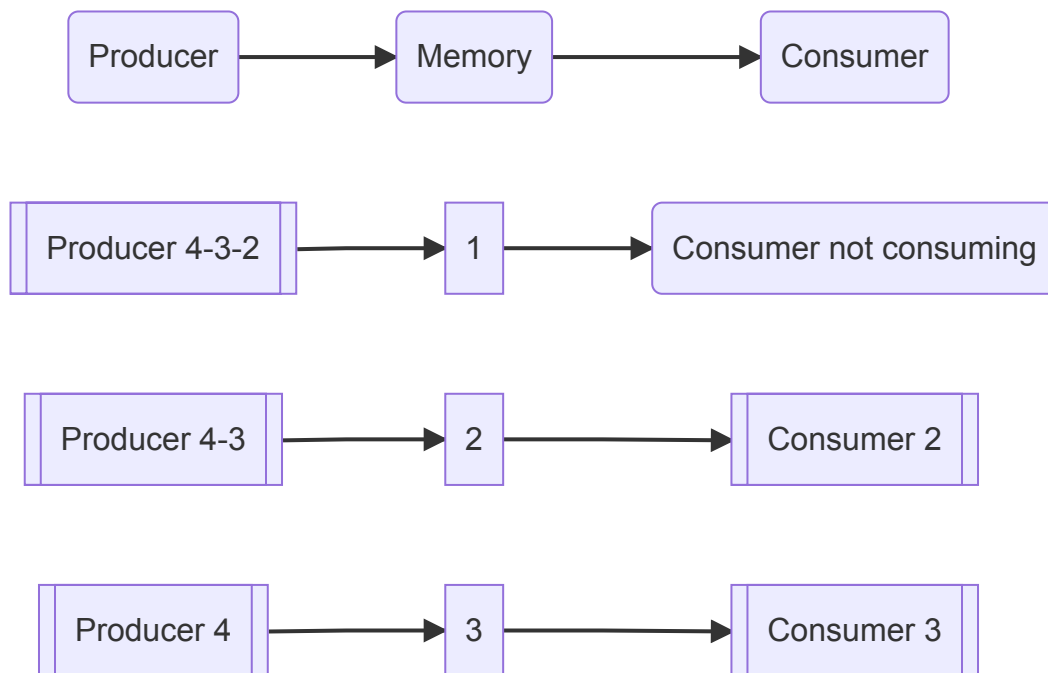 Producer
Memory
Consumer
Producer 4-3-2
1
Consumer not consuming
Producer 4-3
2
Consumer 2
Producer 4
3
Consumer 3